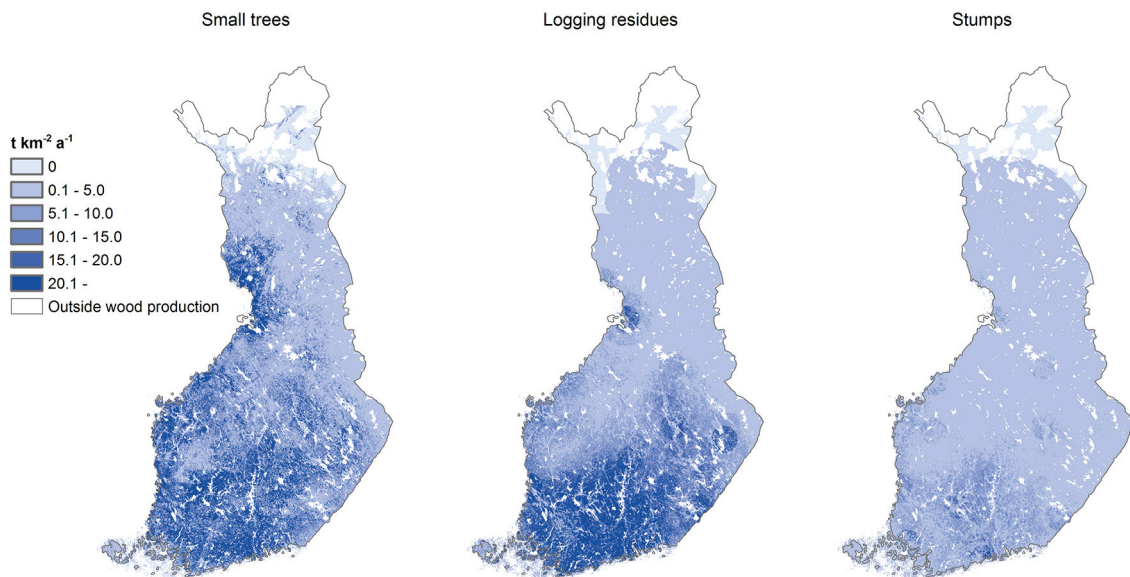 Small trees
Logging residues
Stumps
t km⁻² a⁻¹
0
0.1 - 5.0
5.1 - 10.0
10.1 - 15.0
15.1 - 20.0
20.1 -
Outside wood production